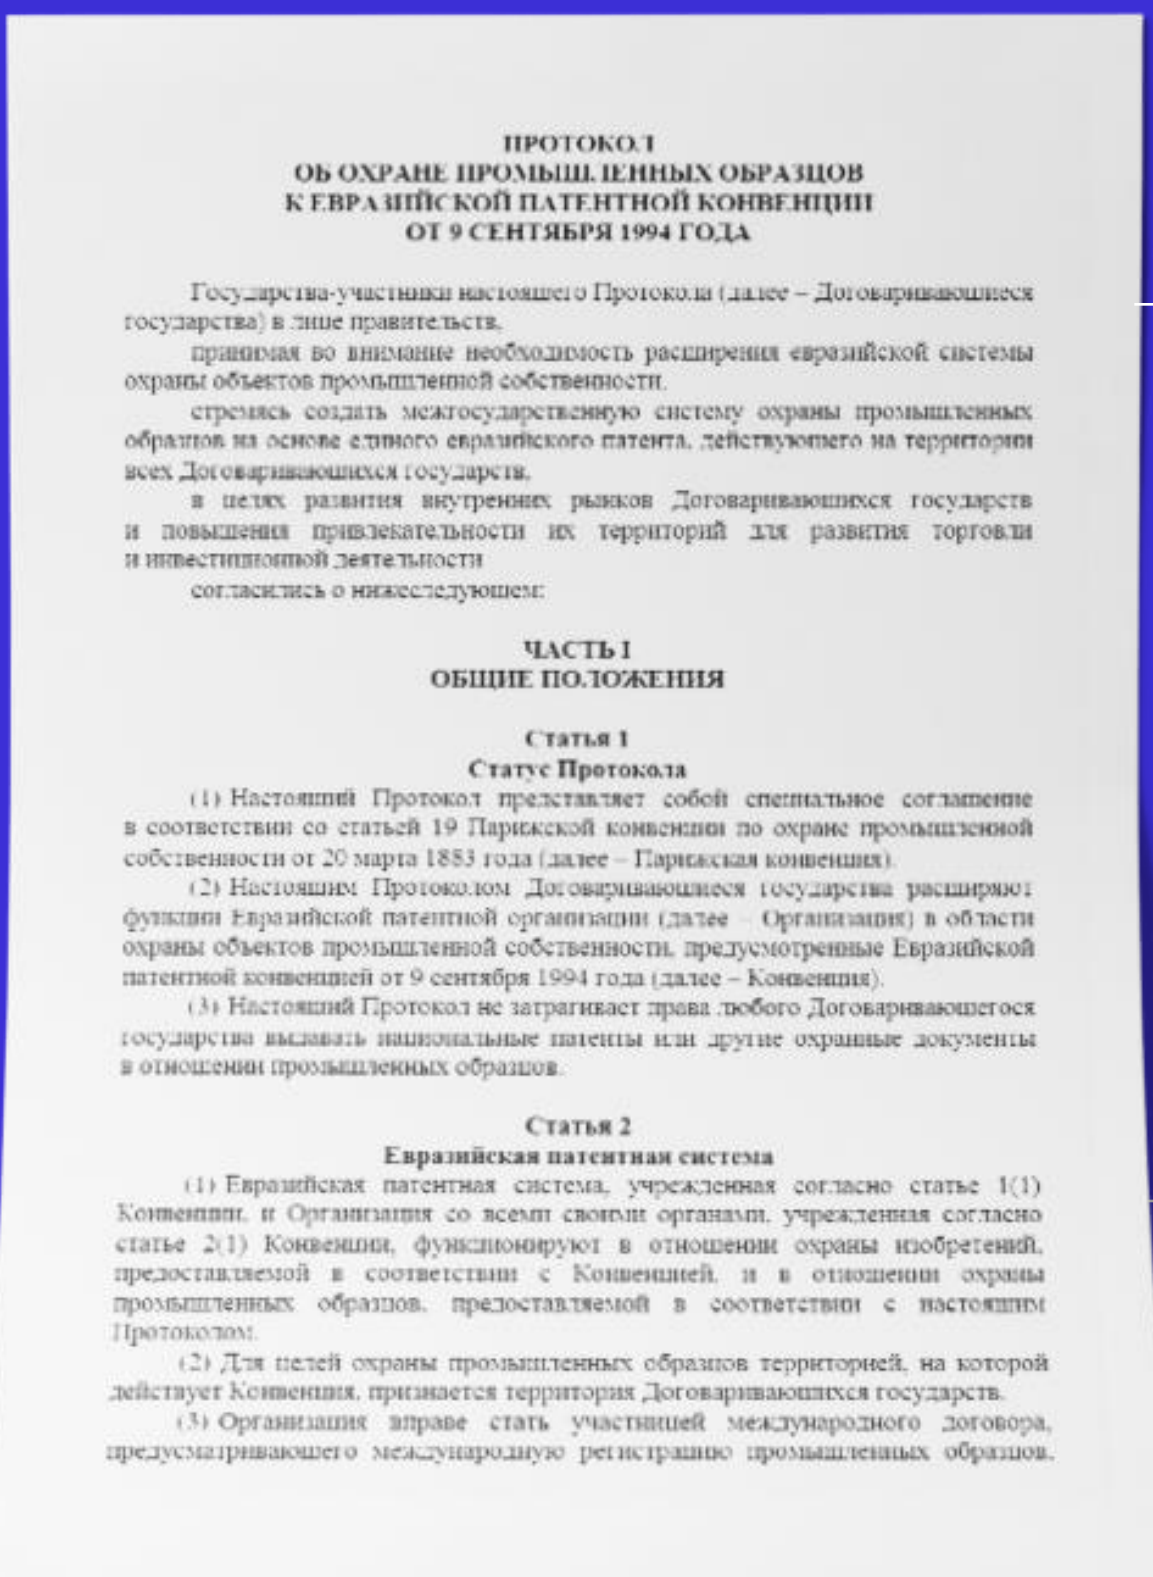 ПРОТОКОЛ
ОБ ОХРАНЕ ПРОМЫШЛЕННЫХ ОБРАЗЦОВ
К ЕВРАЗИЙСКОЙ ПАТЕНТНОЙ КОНВЕНЦИИ
ОТ 9 СЕНТЯБРЯ 1994 ГОДА
Государства-участники настоящего Протокола (далее – Договаривающиеся
государства) в лице правительств,
принимая во внимание необходимость расширения евразийской системы
охраны объектов промышленной собственности,
стремясь создать межгосударственную систему охраны промышленных
образцов на основе единого евразийского патента, действующего на территории
всех Договаривающихся государств,
в целях развития внутренних рынков Договаривающихся государств
и повышения привлекательности их территорий для развития торговли
и инвестиционной деятельности
согласились о нижеследующем:
ЧАСТЬ I
ОБЩИЕ ПОЛОЖЕНИЯ
Статья 1
Статус Протокола
(1) Настоящий Протокол представляет собой специальное соглашение
в соответствии со статьей 19 Парижской конвенции по охране промышленной
собственности от 20 марта 1883 года (далее – Парижская конвенция).
(2) Настоящим Протоколом Договаривающиеся государства расширяют
функции Евразийской патентной организации (далее – Организация) в области
охраны объектов промышленной собственности, предусмотренные Евразийской
патентной конвенцией от 9 сентября 1994 года (далее – Конвенция).
(3) Настоящий Протокол не затрагивает права любого Договаривающегося
государства выдавать национальные патенты или другие охранные документы
в отношении промышленных образцов.
Статья 2
Евразийская патентная система
(1) Евразийская патентная система, учрежденная согласно статье 1(1)
Конвенции, и Организация со всеми своими органами, учрежденная согласно
статье 2(1) Конвенции, функционируют в отношении охраны изобретений,
предоставляемой в соответствии с Конвенцией, и в отношении охраны
промышленных образцов, предоставляемой в соответствии с настоящим
Протоколом.
(2) Для целей охраны промышленных образцов территорией, на которой
действует Конвенция, признается территория Договаривающихся государств.
(3) Организация вправе стать участницей международного договора,
предусматривающего международную регистрацию промышленных образцов,